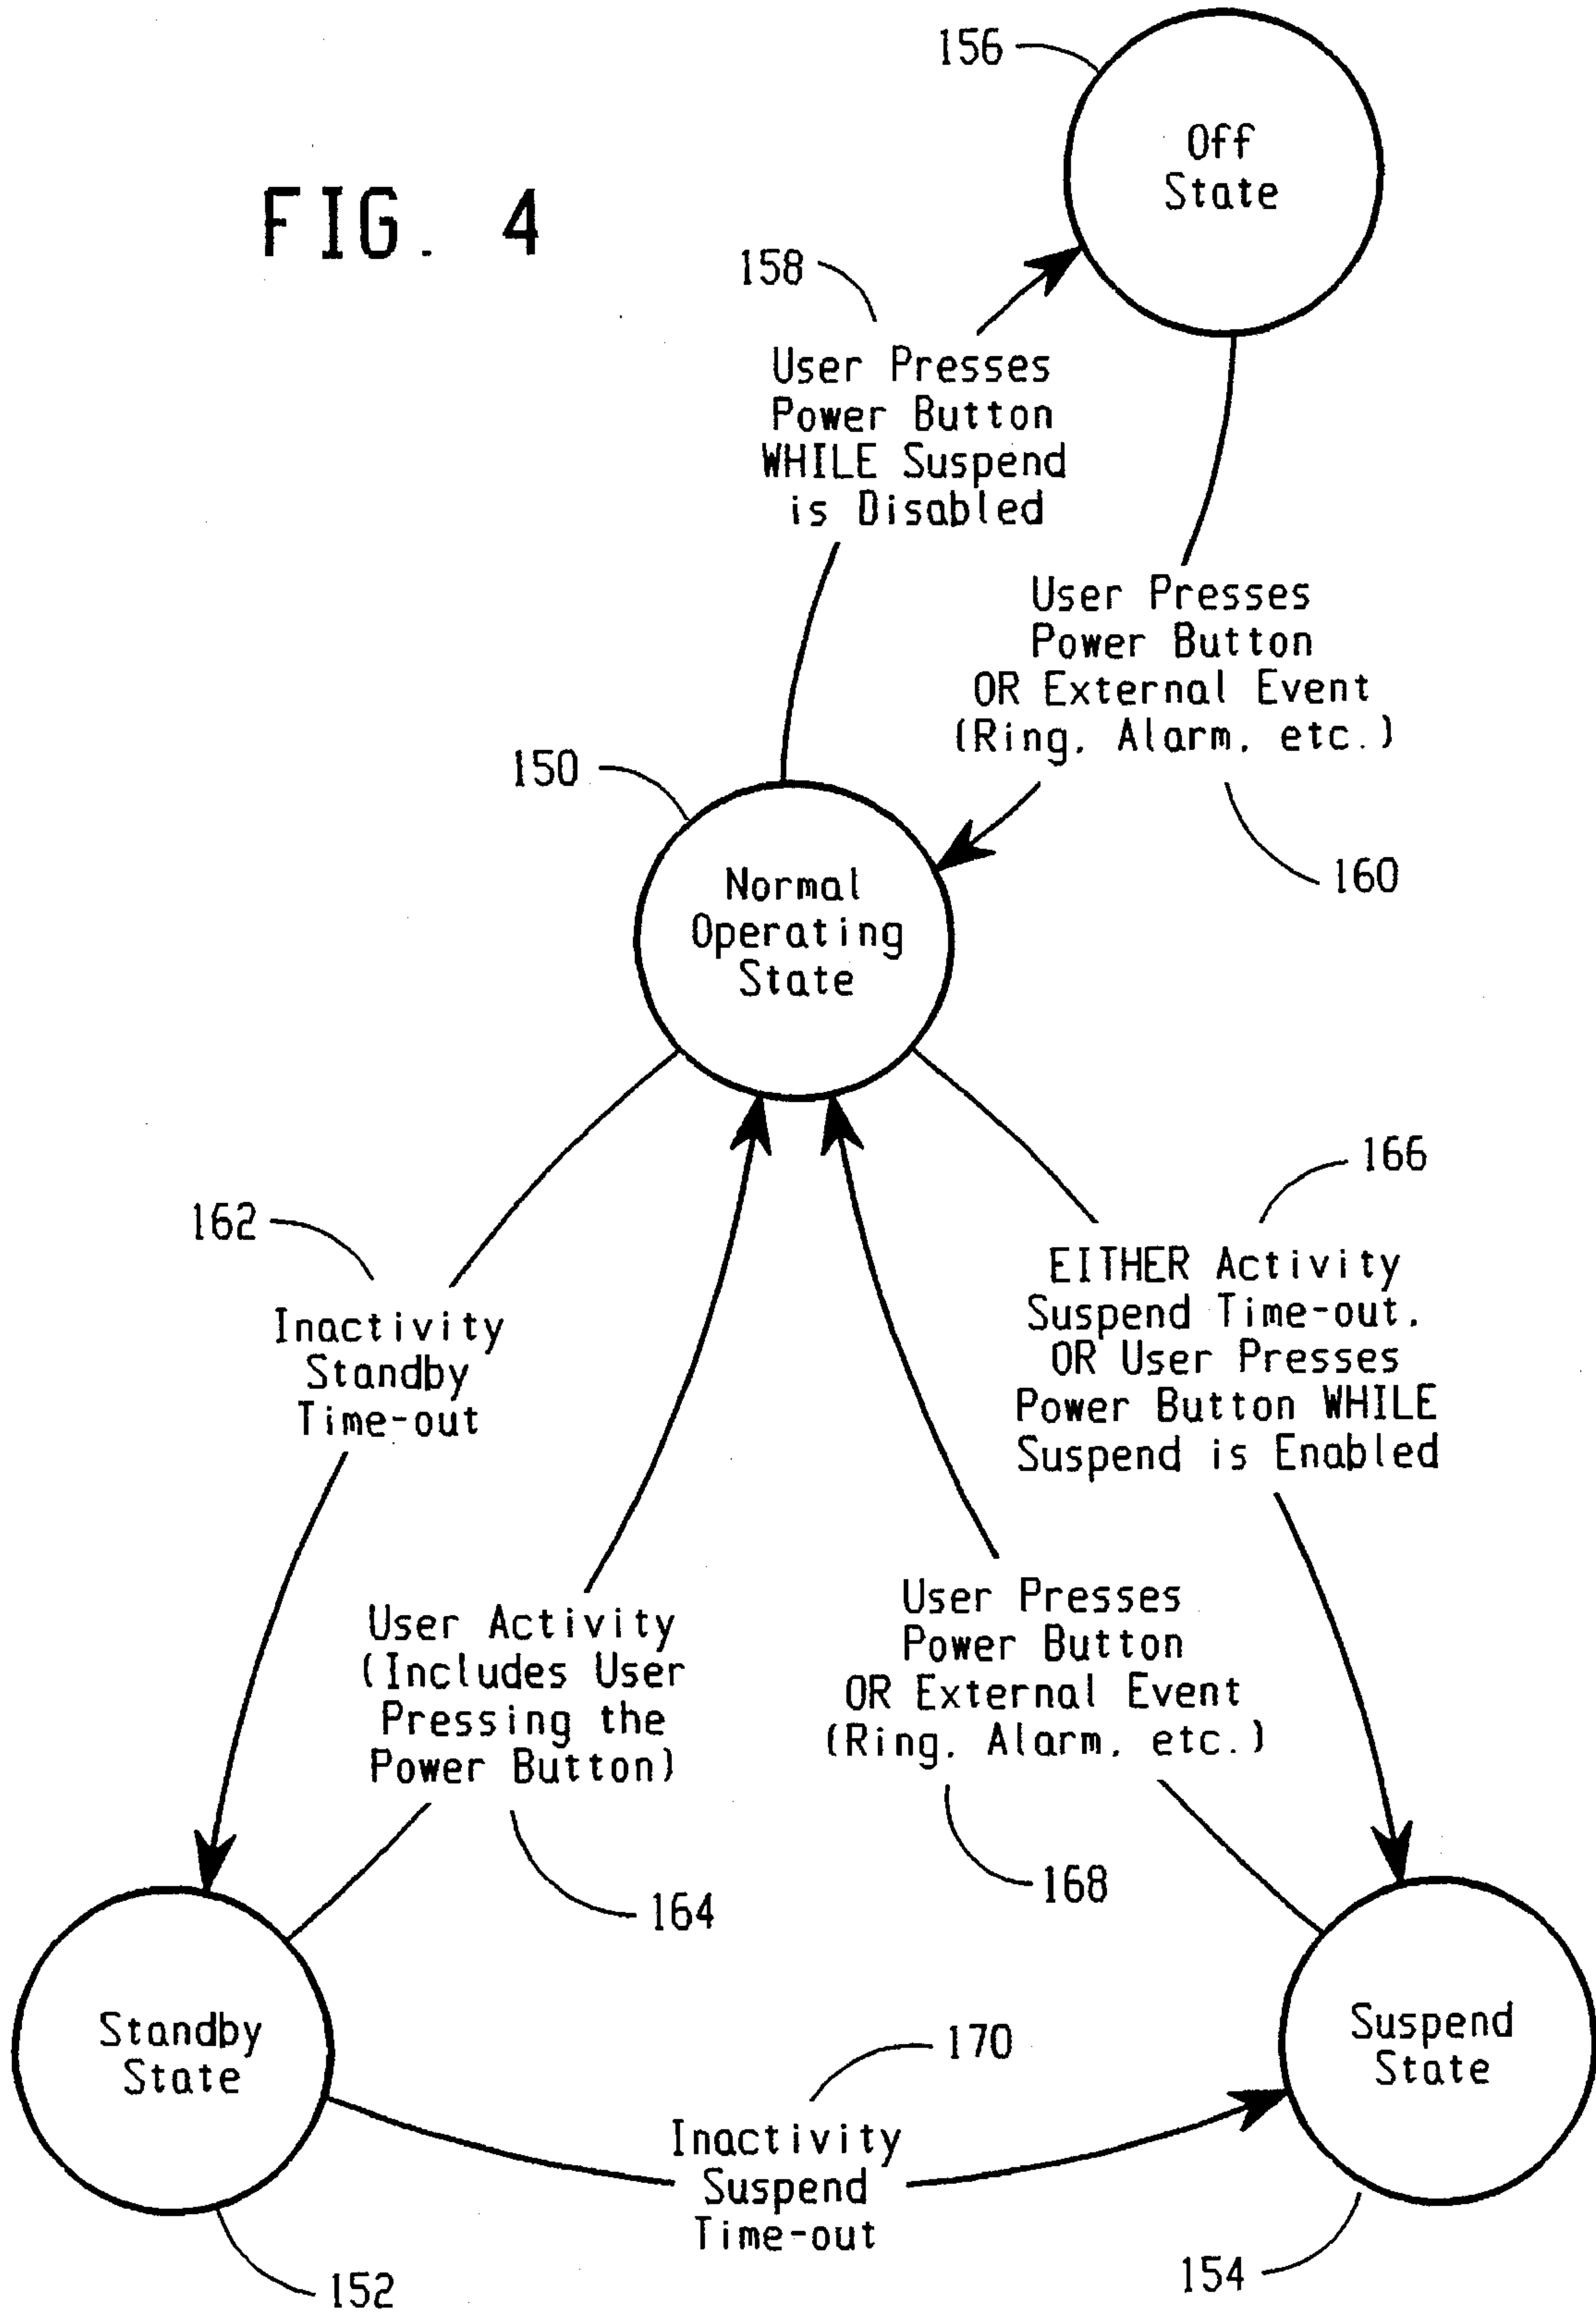 156
Off
State
FIG. 4
158
User Presses
Power Button
WHILE Suspend
is Disabled
User Presses
Power Button
OR External Event
(Ring, Alarm, etc.)
150
160
Normal
Operating
State
166
162
EITHER Activity
Suspend Time-out,
OR User Presses
Power Button WHILE
Suspend is Enabled
Inactivity
Standby
Time-out
User Activity
(Includes User
Pressing the
Power Button)
User Presses
Power Button
OR External Event
(Ring, Alarm, etc.)
168
164
Standby
State
Suspend
State
170
Inactivity
Suspend
Time-out
154
152